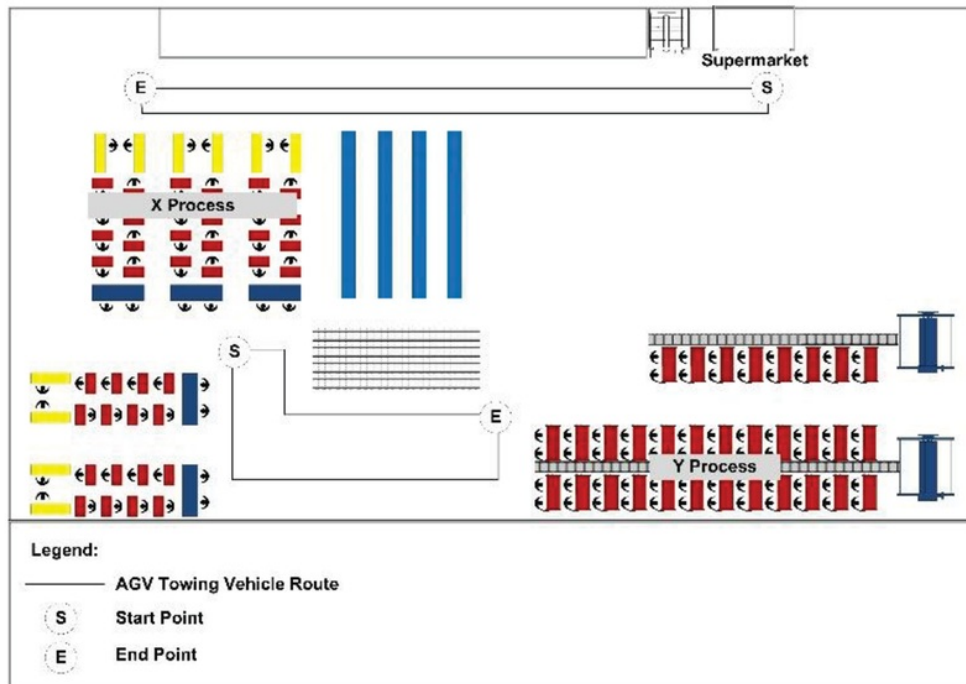 Supermarket
E
S
X Process
S
E
Y Process
Legend:
AGV Towing Vehicle Route
S
Start Point
E
End Point